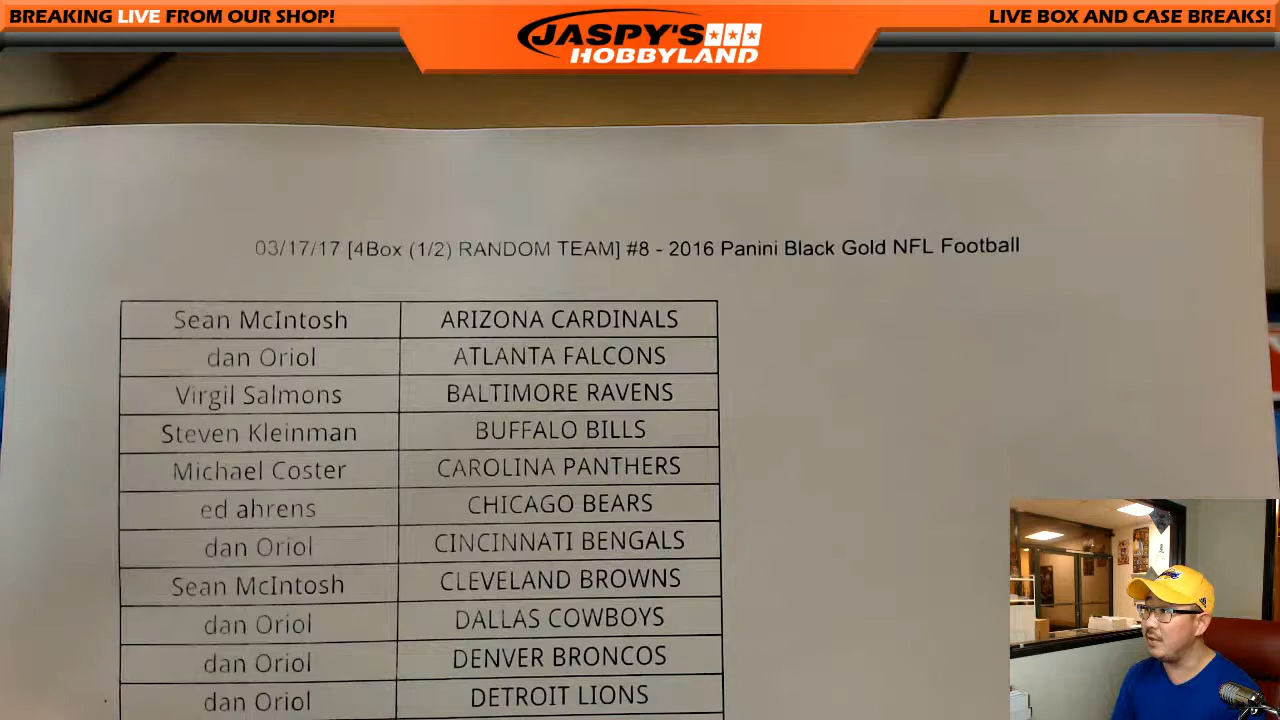 BREAKING LIVE FROM OUR SHOP!
JASPY'S
HOBBYLAND
LIVE BOX AND CASE BREAKS!
03/17/17 [4Box (1/2) RANDOM TEAM] #8 - 2016 Panini Black Gold NFL Football
Sean McIntosh ARIZONA CARDINALS
dan Oriol ATLANTA FALCONS
Virgil Salmons BALTIMORE RAVENS
Steven Kleinman BUFFALO BILLS
Michael Coster CAROLINA PANTHERS
ed ahrens CHICAGO BEARS
dan Oriol CINCINNATI BENGALS
Sean McIntosh CLEVELAND BROWNS
dan Oriol DALLAS COWBOYS
dan Oriol DENVER BRONCOS
dan Oriol DETROIT LIONS